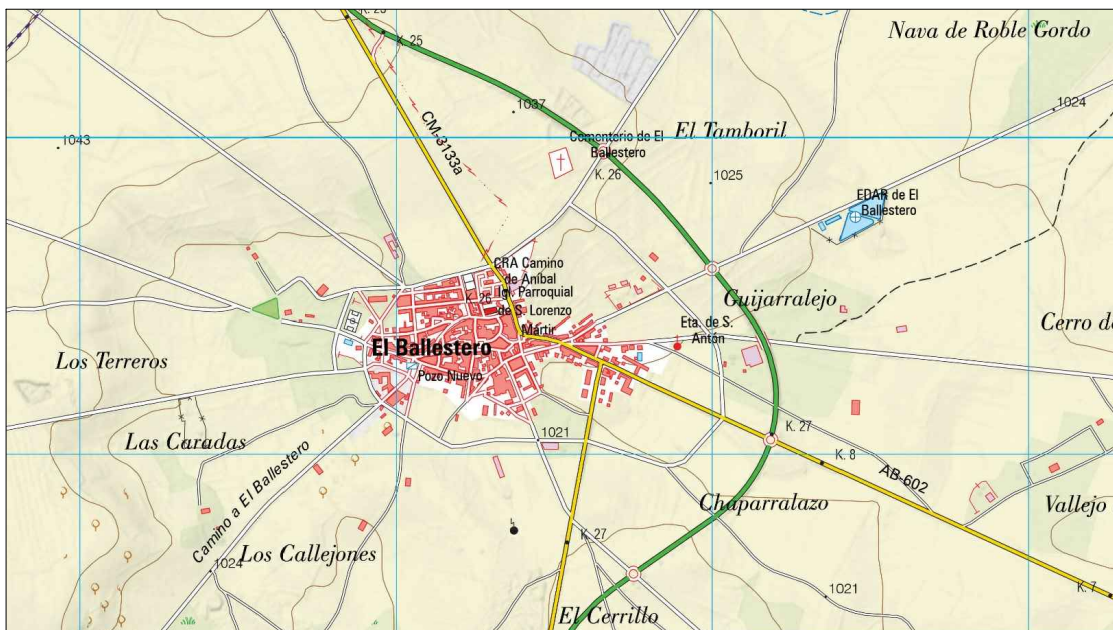 K. 25
K. 25
Nava de Roble Gordo
1037
1024
CM-3133a
1043
Cementerio de El
Ballestero
El Tamboril
K. 26
1025
EDAR de El
Ballestero
CRA Camino
de Aníbal
Igl. Parroquial
de S. Lorenzo
Mártir
K. 26
Guijarralejo
Eta. de S.
Antón
Cerro de
Los Terreros
El Ballestero
Pozo Nuevo
Las Caradas
1021
K. 27
K. 8
AB-602
Camino a El Ballestero
Chaparralazo
Vallejo
Los Callejones
1024
K. 27
1021
K. 7
El Cerrillo